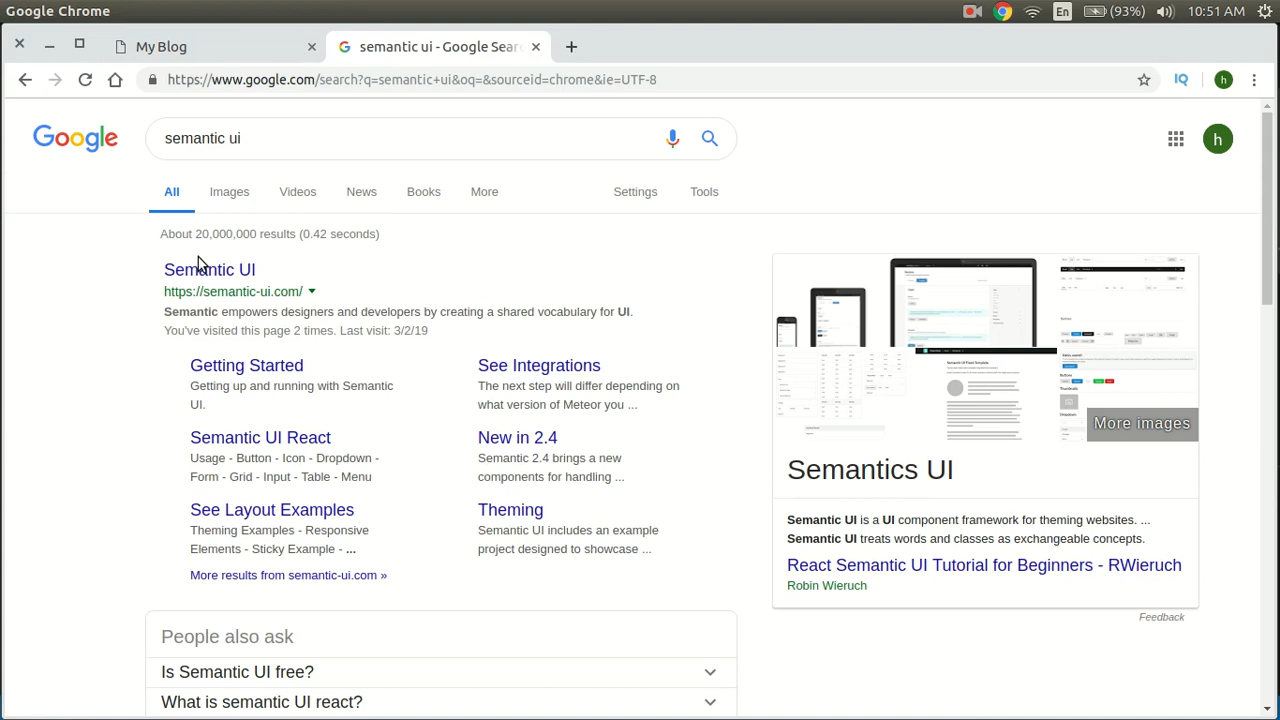 Google Chrome
En
(93%)
10:51 AM
My Blog
semantic ui - Google Sear
https://www.google.com/search?q=semantic+ui&oq=&sourceid=chrome&ie=UTF-8
IQ
h
Google
semantic ui
h
All
Images
Videos
News
Books
More
Settings
Tools
About 20,000,000 results (0.42 seconds)
Semantic UI
https://semantic-ui.com/
Semantic empowers designers and developers by creating a shared vocabulary for UI.
You've visited this page 2 times. Last visit: 3/2/19
Getting Started
Getting up and running with Semantic
UI.
See Integrations
The next step will differ depending on
what version of Meteor you ...
Semantic UI React
Usage - Button - Icon - Dropdown -
Form - Grid - Input - Table - Menu
New in 2.4
Semantic 2.4 brings a new
components for handling ...
See Layout Examples
Theming Examples - Responsive
Elements - Sticky Example - ...
Theming
Semantic UI includes an example
project designed to showcase ...
More results from semantic-ui.com »
People also ask
Is Semantic UI free?
What is semantic UI react?
More images
Semantics UI
Semantic UI is a UI component framework for theming websites. ...
Semantic UI treats words and classes as exchangeable concepts.
React Semantic UI Tutorial for Beginners - RWieruch
Robin Wieruch
Feedback